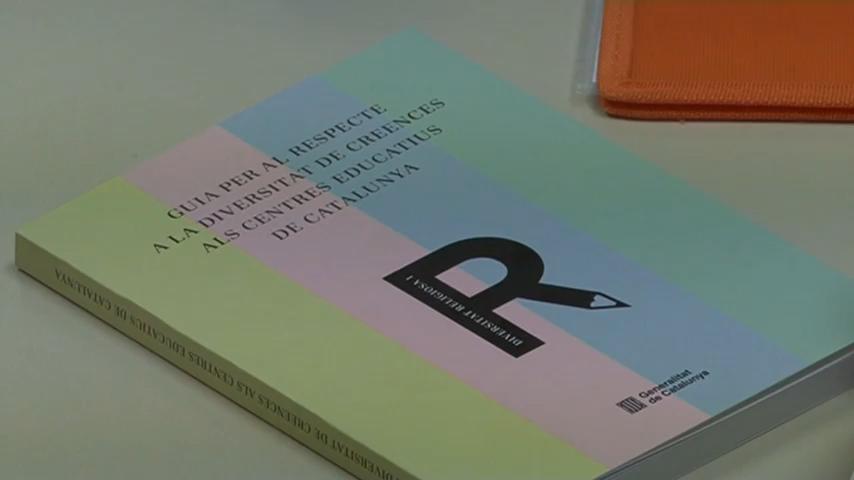 GUIA PER AL RESPECTE
A LA DIVERSITAT DE CREENCES
ALS CENTRES EDUCATIUS
DE CATALUNYA
DIVERSITAT RELIGIOSA 1
Generalitat
de Catalunya
DIVERSITAT DE CREENCES ALS CENTRES EDUCATIUS DE CATALUNYA